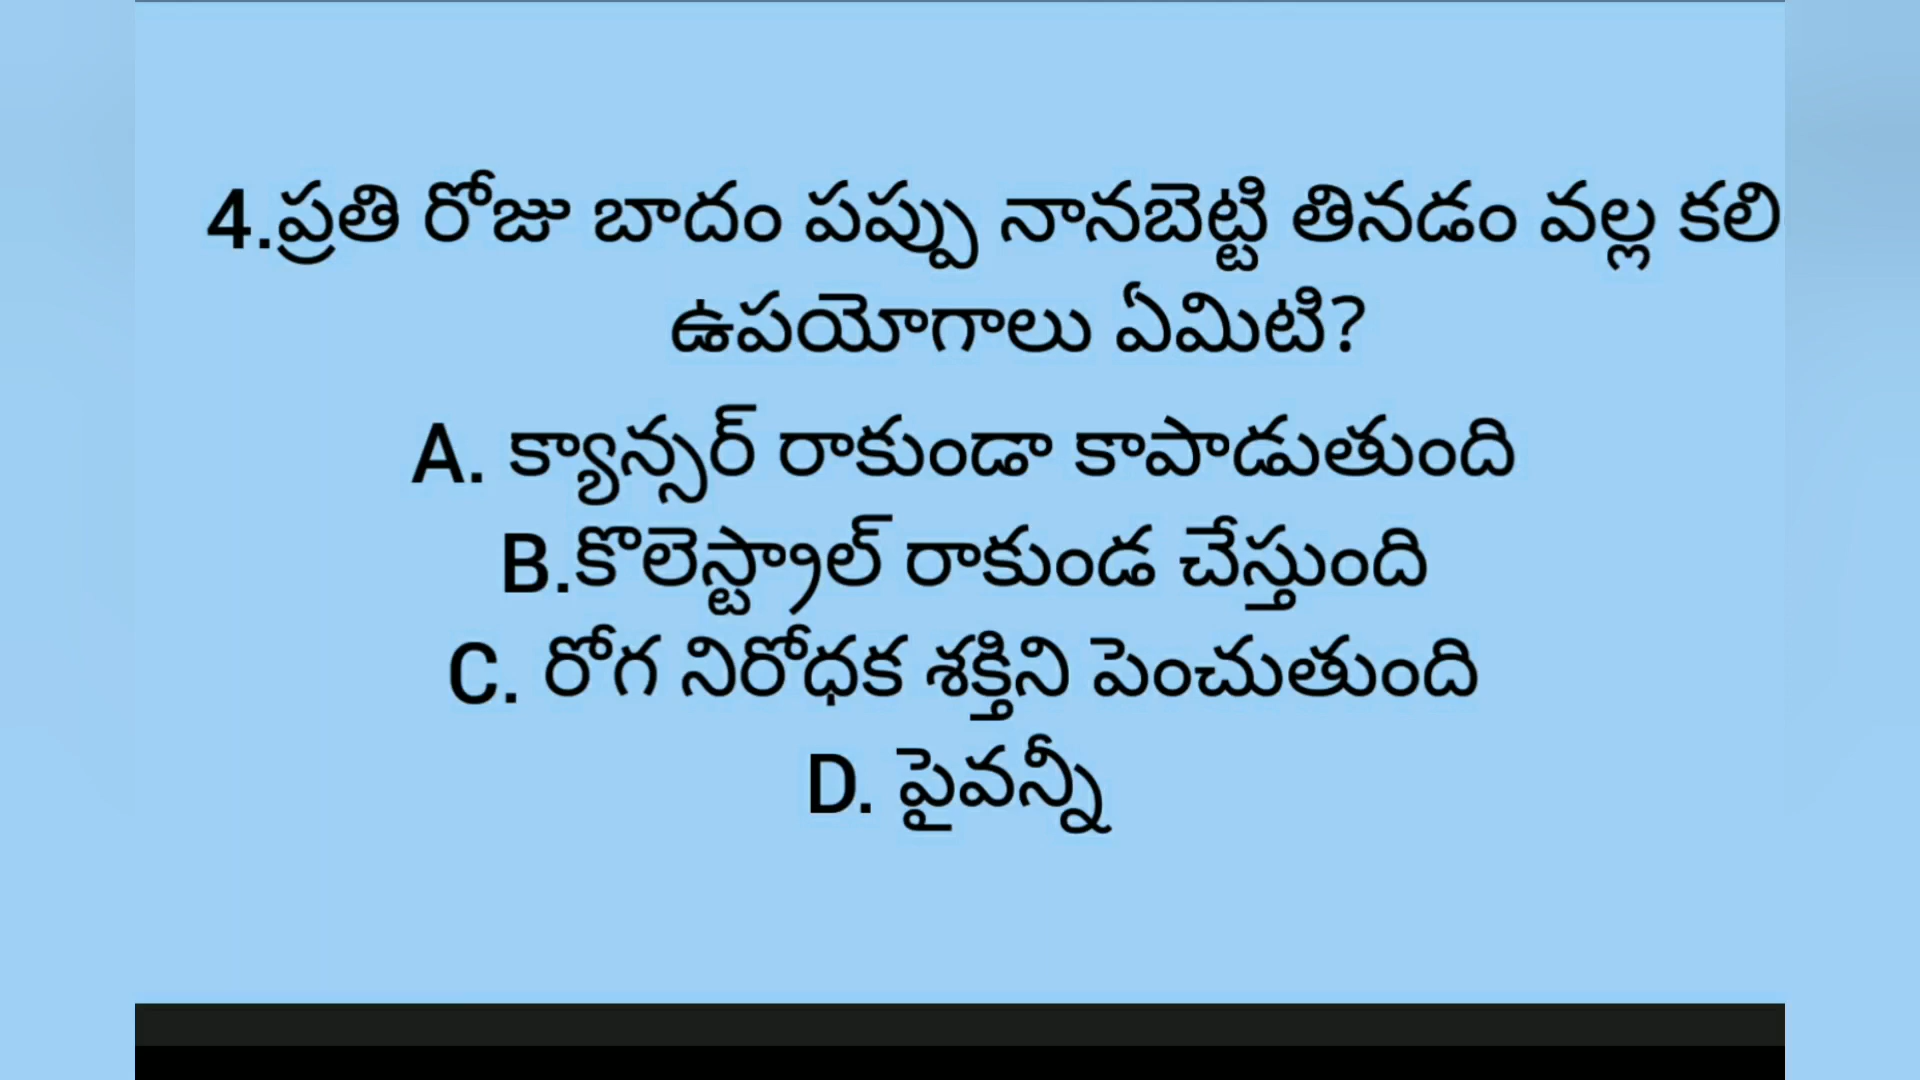 4.ప్రతి రోజు బాదం పప్పు నానబెట్టి తినడం వల్ల కలి
ఉపయోగాలు ఏమిటి?
A. క్యాన్సర్ రాకుండా కాపాడుతుంది
B.కొలెస్ట్రాల్ రాకుండ చేస్తుంది
C. రోగ నిరోధక శక్తిని పెంచుతుంది
D. పైవన్నీ